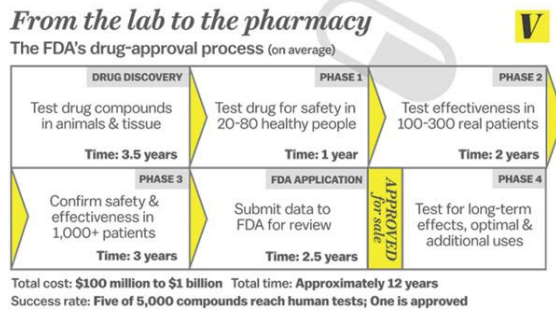 From the lab to the pharmacy
V
The FDA's drug-approval process (on average)
DRUG DISCOVERY
Test drug compounds
in animals & tissue
Time: 3.5 years
PHASE 1
Test drug for safety in
20-80 healthy people
Time: 1 year
PHASE 2
Test effectiveness in
100-300 real patients
Time: 2 years
PHASE 3
Confirm safety &
effectiveness in
1,000+ patients
Time: 3 years
FDA APPLICATION
Submit data to
FDA for review
Time: 2.5 years
APPROVED
for sale
PHASE 4
Test for long-term
effects, optimal &
additional uses
Total cost: $100 million to $1 billion Total time: Approximately 12 years
Success rate: Five of 5,000 compounds reach human tests; One is approved